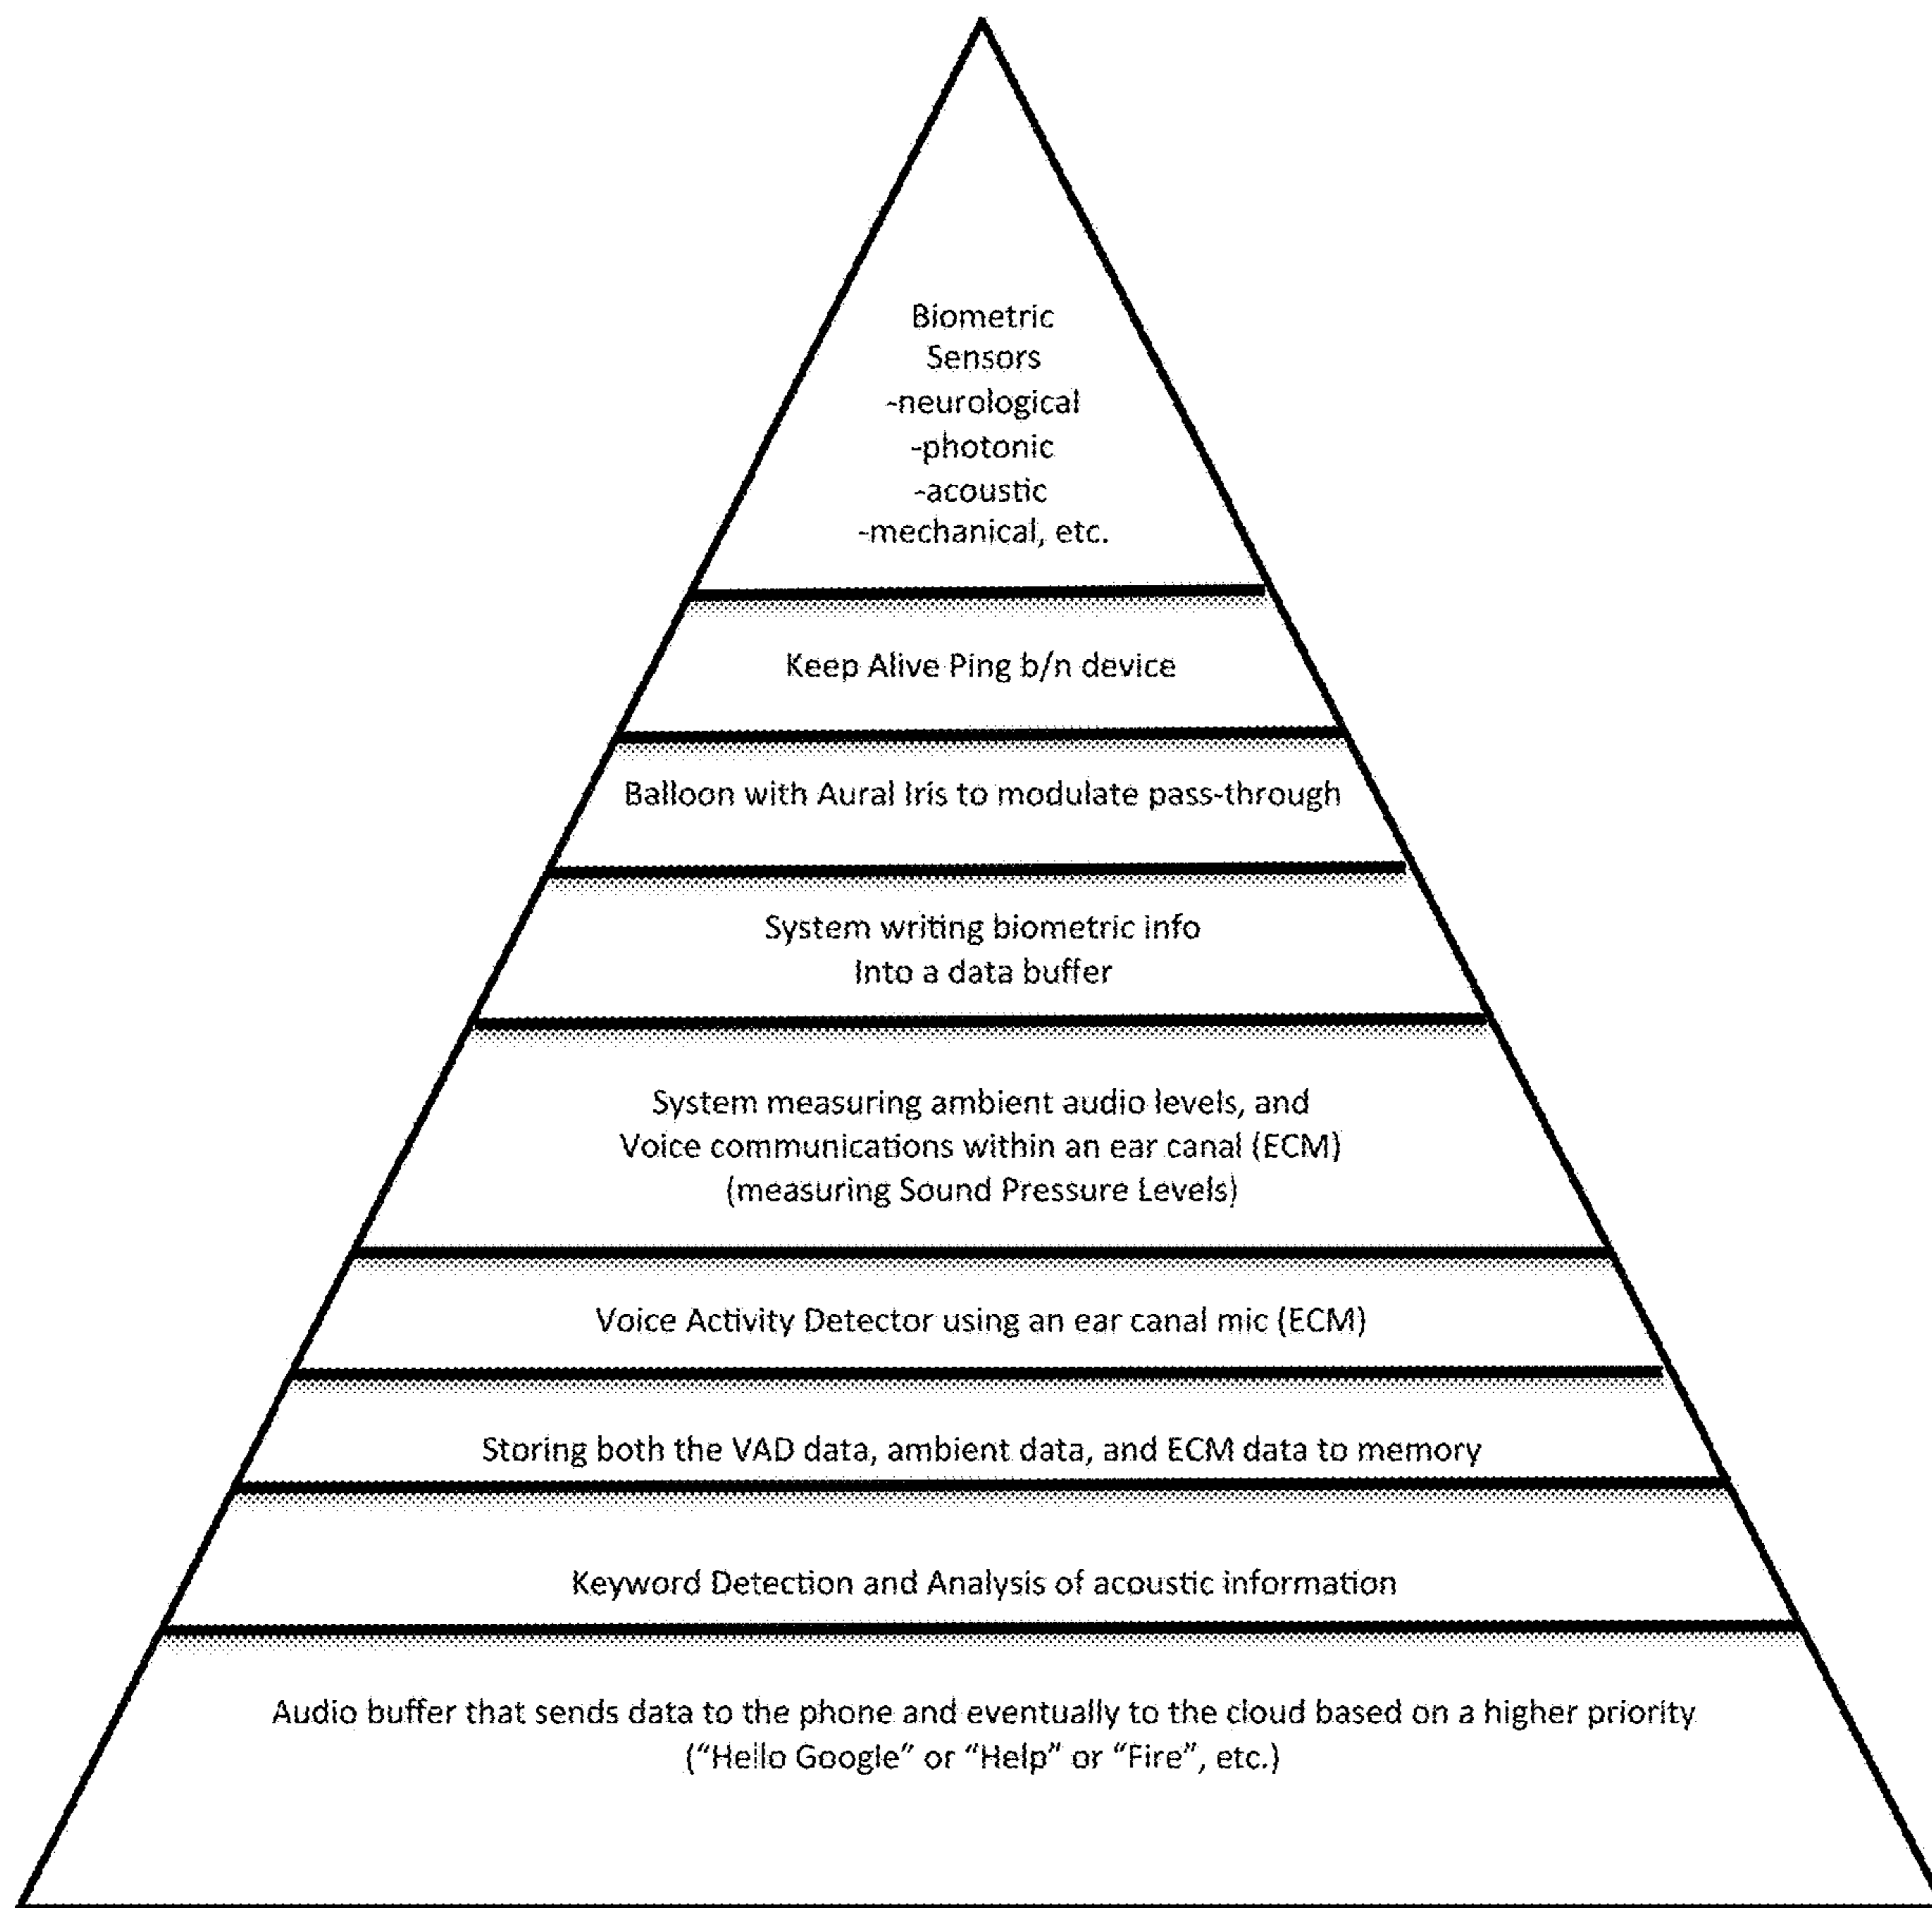 Biometric
Sensors
-neurological
-photonic
-acoustic
-mechanical, etc.
Keep Alive Ping b/n device
Balloon with Aural Iris to modulate pass-through
System writing biometric info
Into a data buffer
System measuring ambient audio levels, and
Voice communications within an ear canal (ECM)
(measuring Sound Pressure Levels)
Voice Activity Detector using an ear canal mic (ECM)
Storing both the VAD data, ambient data, and ECM data to memory
Keyword Detection and Analysis of acoustic information
Audio buffer that sends data to the phone and eventually to the cloud based on a higher priority
(“Hello Google” or “Help” or “Fire”, etc.)